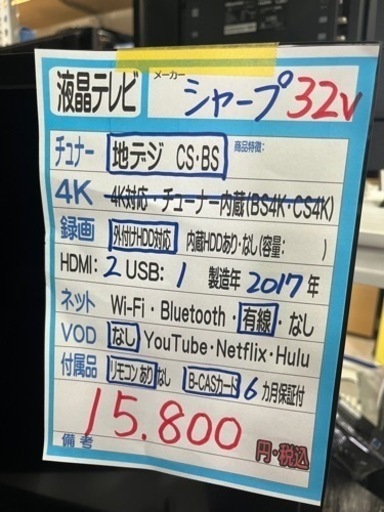 液晶テレビ メーカー シャープ 32v
チュナー 地デジ CS・BS 商品特徴:
4K 4K対応・チューナー内蔵(BS4K・CS4K)
録画 外付けHDD対応 内蔵HDDあり・なし(容量: )
HDMI: 2 USB: 1 製造年 2017年
ネット Wi-Fi・Bluetooth・有線・なし
VOD なし YouTube・Netflix・Hulu
付属品 リモコンあり なし B-CASカード 6カ月保証付
15.800 円・税込
備考